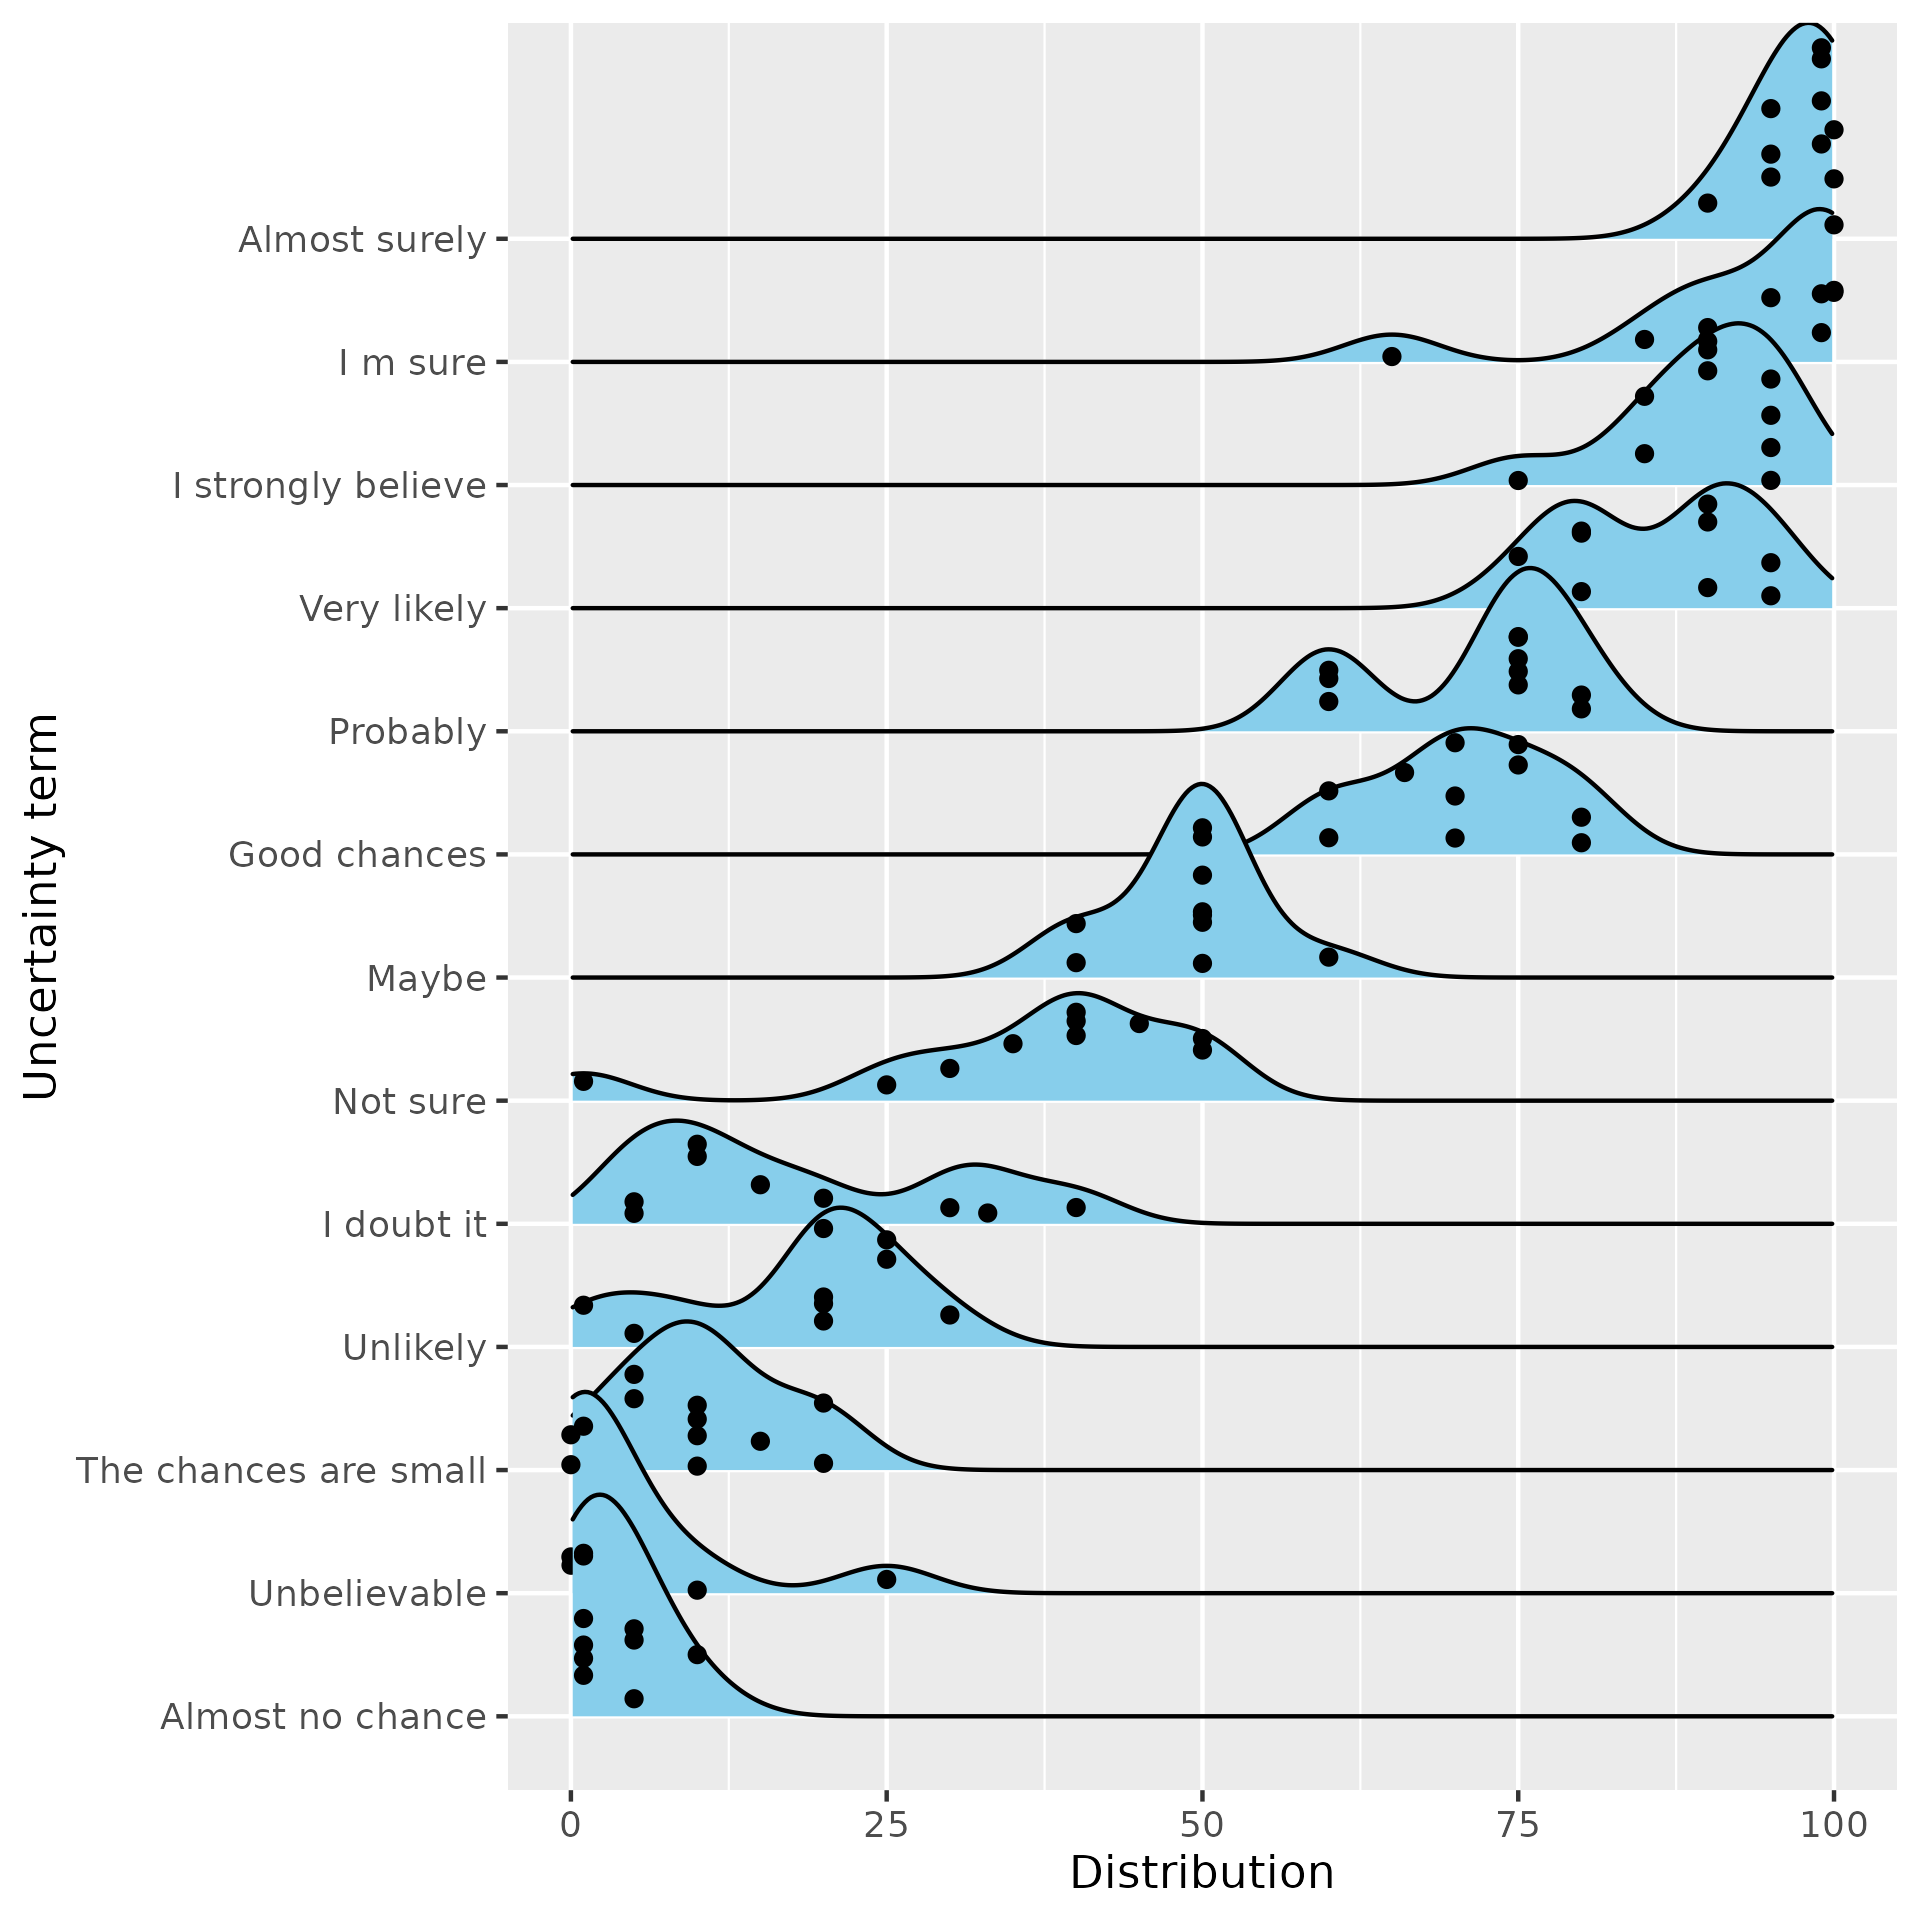 Uncertainty term
Almost surely
I m sure
I strongly believe
Very likely
Probably
Good chances
Maybe
Not sure
I doubt it
Unlikely
The chances are small
Unbelievable
Almost no chance
0 25 50 75 100
Distribution